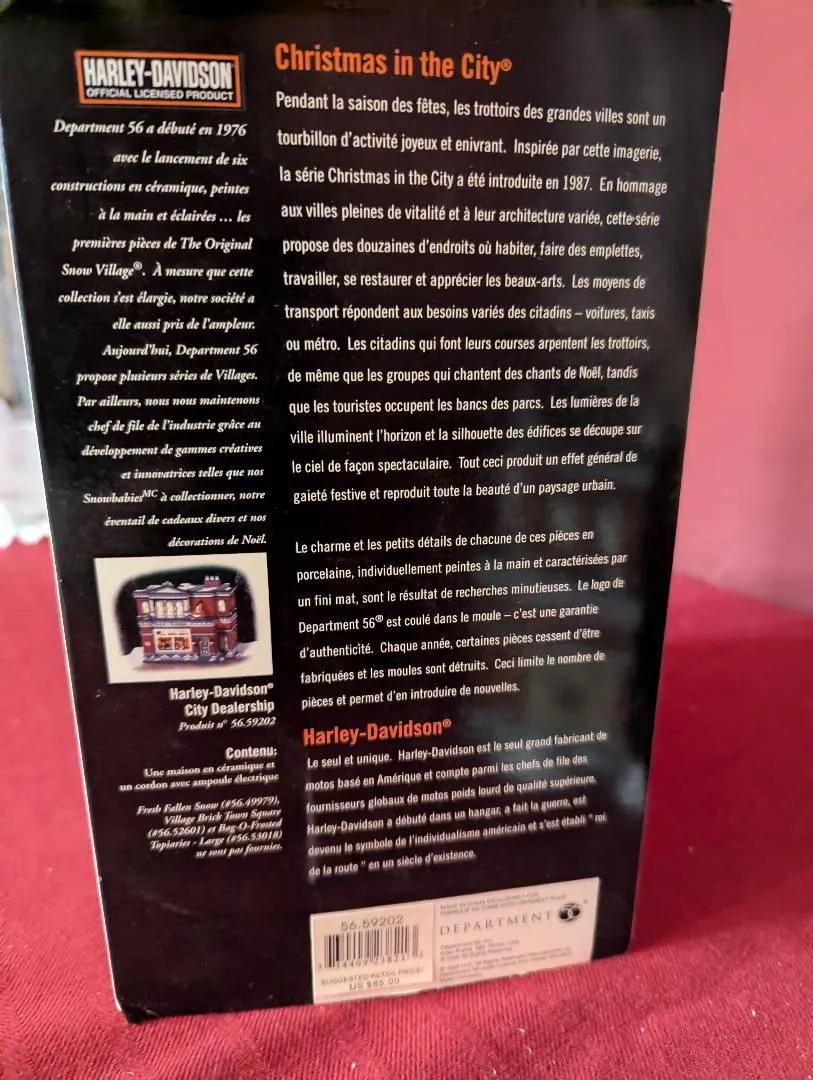 HARLEY-DAVIDSON
OFFICIAL LICENSED PRODUCT
Department 56 a débuté en 1976
avec le lancement de six
constructions en céramique, peintes
à la main et éclairées ... les
premières pièces de The Original
Snow Village®. À mesure que cette
collection s'est élargie, notre société a
elle aussi pris de l'ampleur.
Aujourd'hui, Department 56
propose plusieurs séries de Villages.
Par ailleurs, nous nous maintenons
chef de file de l'industrie grâce au
développement de gammes créatives
et innovatrices telles que nos
Snowbabies MC à collectionner, notre
éventail de cadeaux divers et nos
décorations de Noël.
Harley-Davidson®
City Dealership
Produit n° 56.59202
Contenu:
Une maison en céramique et
un cordon avec ampoule électrique
Fresh Fallen Snow (#56.49979),
Village Brick Town Square
(#56.52601) et Bag-O-Frosted
Topiaries - Large (#56.53018)
ne sont pas fournies.
Christmas in the City®
Pendant la saison des fêtes, les trottoirs des grandes villes sont un
tourbillon d'activité joyeux et enivrant. Inspirée par cette imagerie,
la série Christmas in the City a été introduite en 1987. En hommage
aux villes pleines de vitalité et à leur architecture variée, cette série
propose des douzaines d'endroits où habiter, faire des emplettes,
travailler, se restaurer et apprécier les beaux-arts. Les moyens de
transport répondent aux besoins variés des citadins – voitures, taxis
ou métro. Les citadins qui font leurs courses arpentent les trottoirs,
de même que les groupes qui chantent des chants de Noël, tandis
que les touristes occupent les bancs des parcs. Les lumières de la
ville illuminent l'horizon et la silhouette des édifices se découpe sur
le ciel de façon spectaculaire. Tout ceci produit un effet général de
gaieté festive et reproduit toute la beauté d'un paysage urbain.
Le charme et les petits détails de chacune de ces pièces en
porcelaine, individuellement peintes à la main et caractérisées par
un fini mat, sont le résultat de recherches minutieuses. Le logo de
Department 56® est coulé dans le moule – c'est une garantie
d'authenticité. Chaque année, certaines pièces cessent d'être
fabriquées et les moules sont détruits. Ceci limite le nombre de
pièces et permet d'en introduire de nouvelles.
Harley-Davidson®
Le seul et unique. Harley-Davidson est le seul grand fabricant de
motos basé en Amérique et compte parmi les chefs de file des
fournisseurs globaux de motos poids lourd de qualité supérieure.
Harley-Davidson a débuté dans un hangar, a fait la guerre, est
devenu le symbole de l'individualisme américain et s'est établi " roi
de la route " en un siècle d'existence.
56.59202
SUGGESTED RETAIL PRICE!
US $65.00
MADE IN CHINA EXCLUSIVELY FOR
DEPARTMENT 56®